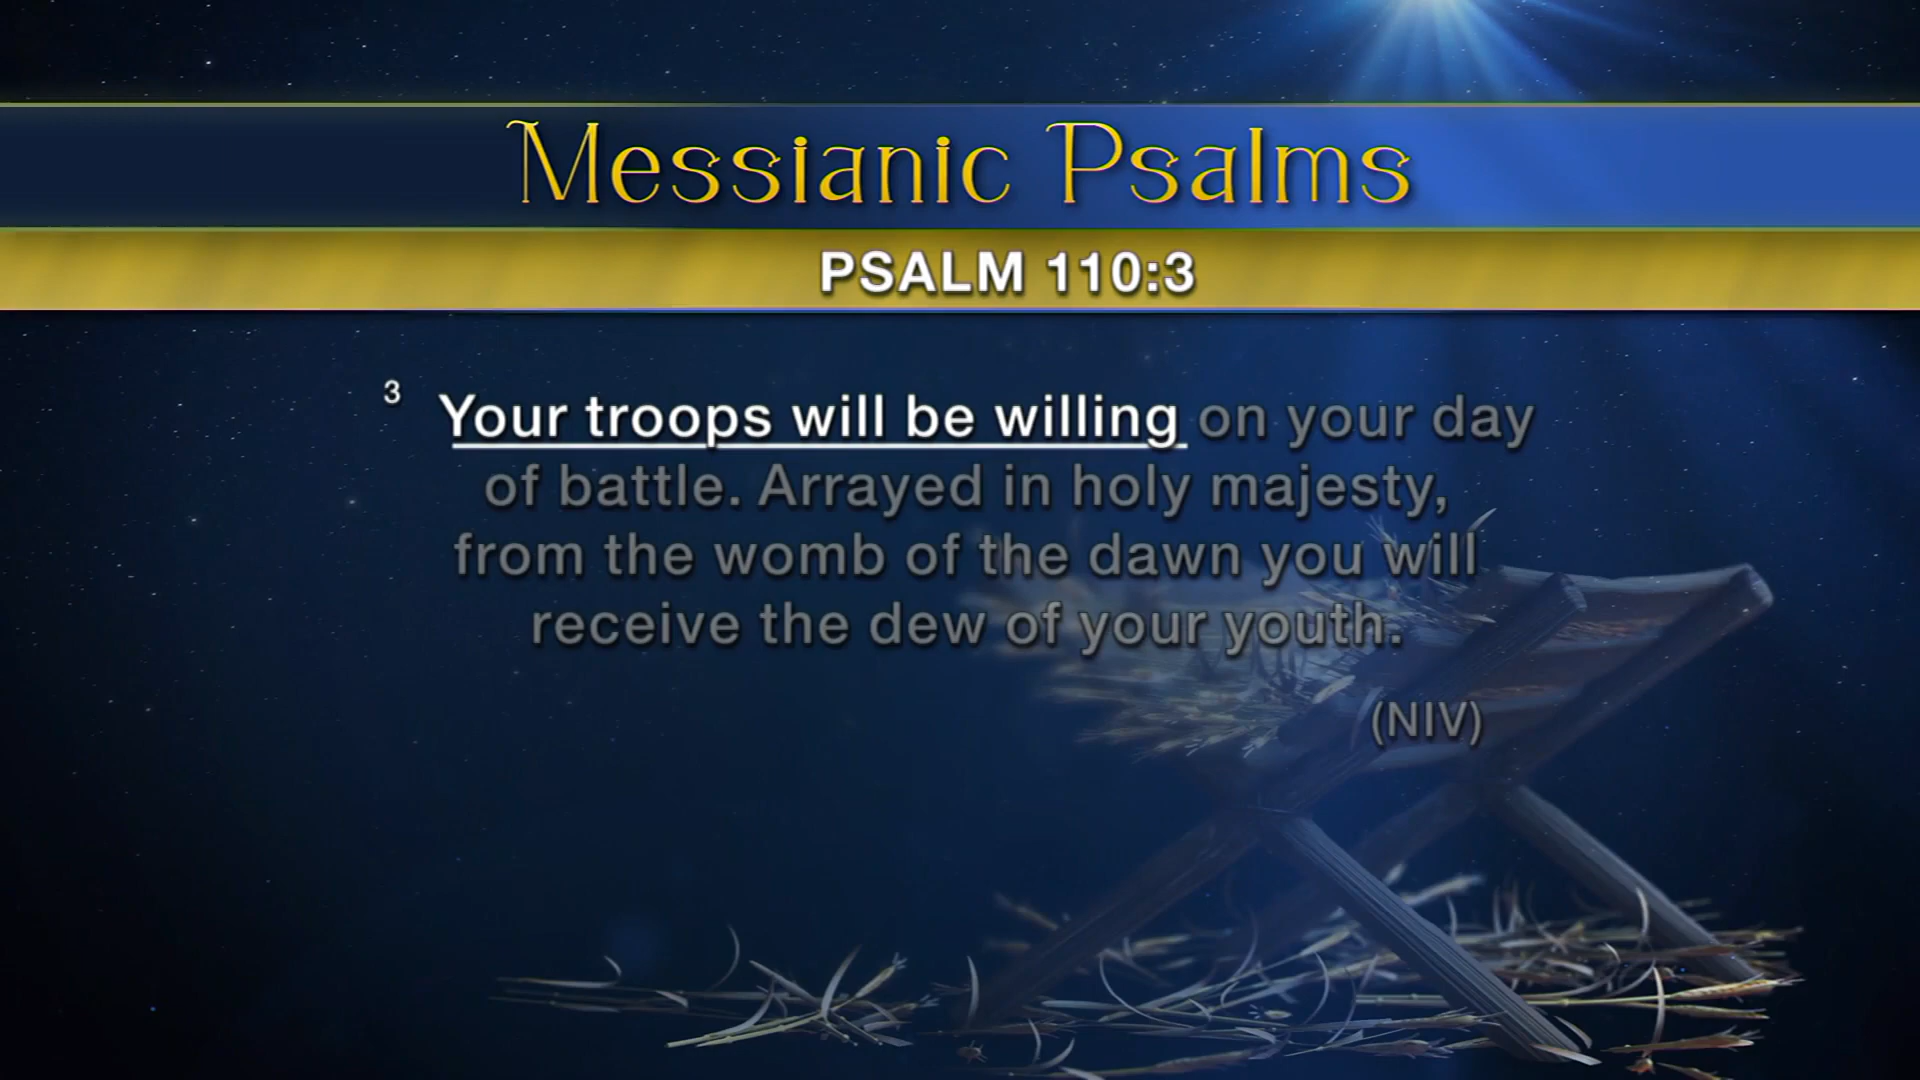 Messianic Psalms
PSALM 110:3
3 Your troops will be willing on your day
of battle. Arrayed in holy majesty,
from the womb of the dawn you will
receive the dew of your youth.
(NIV)